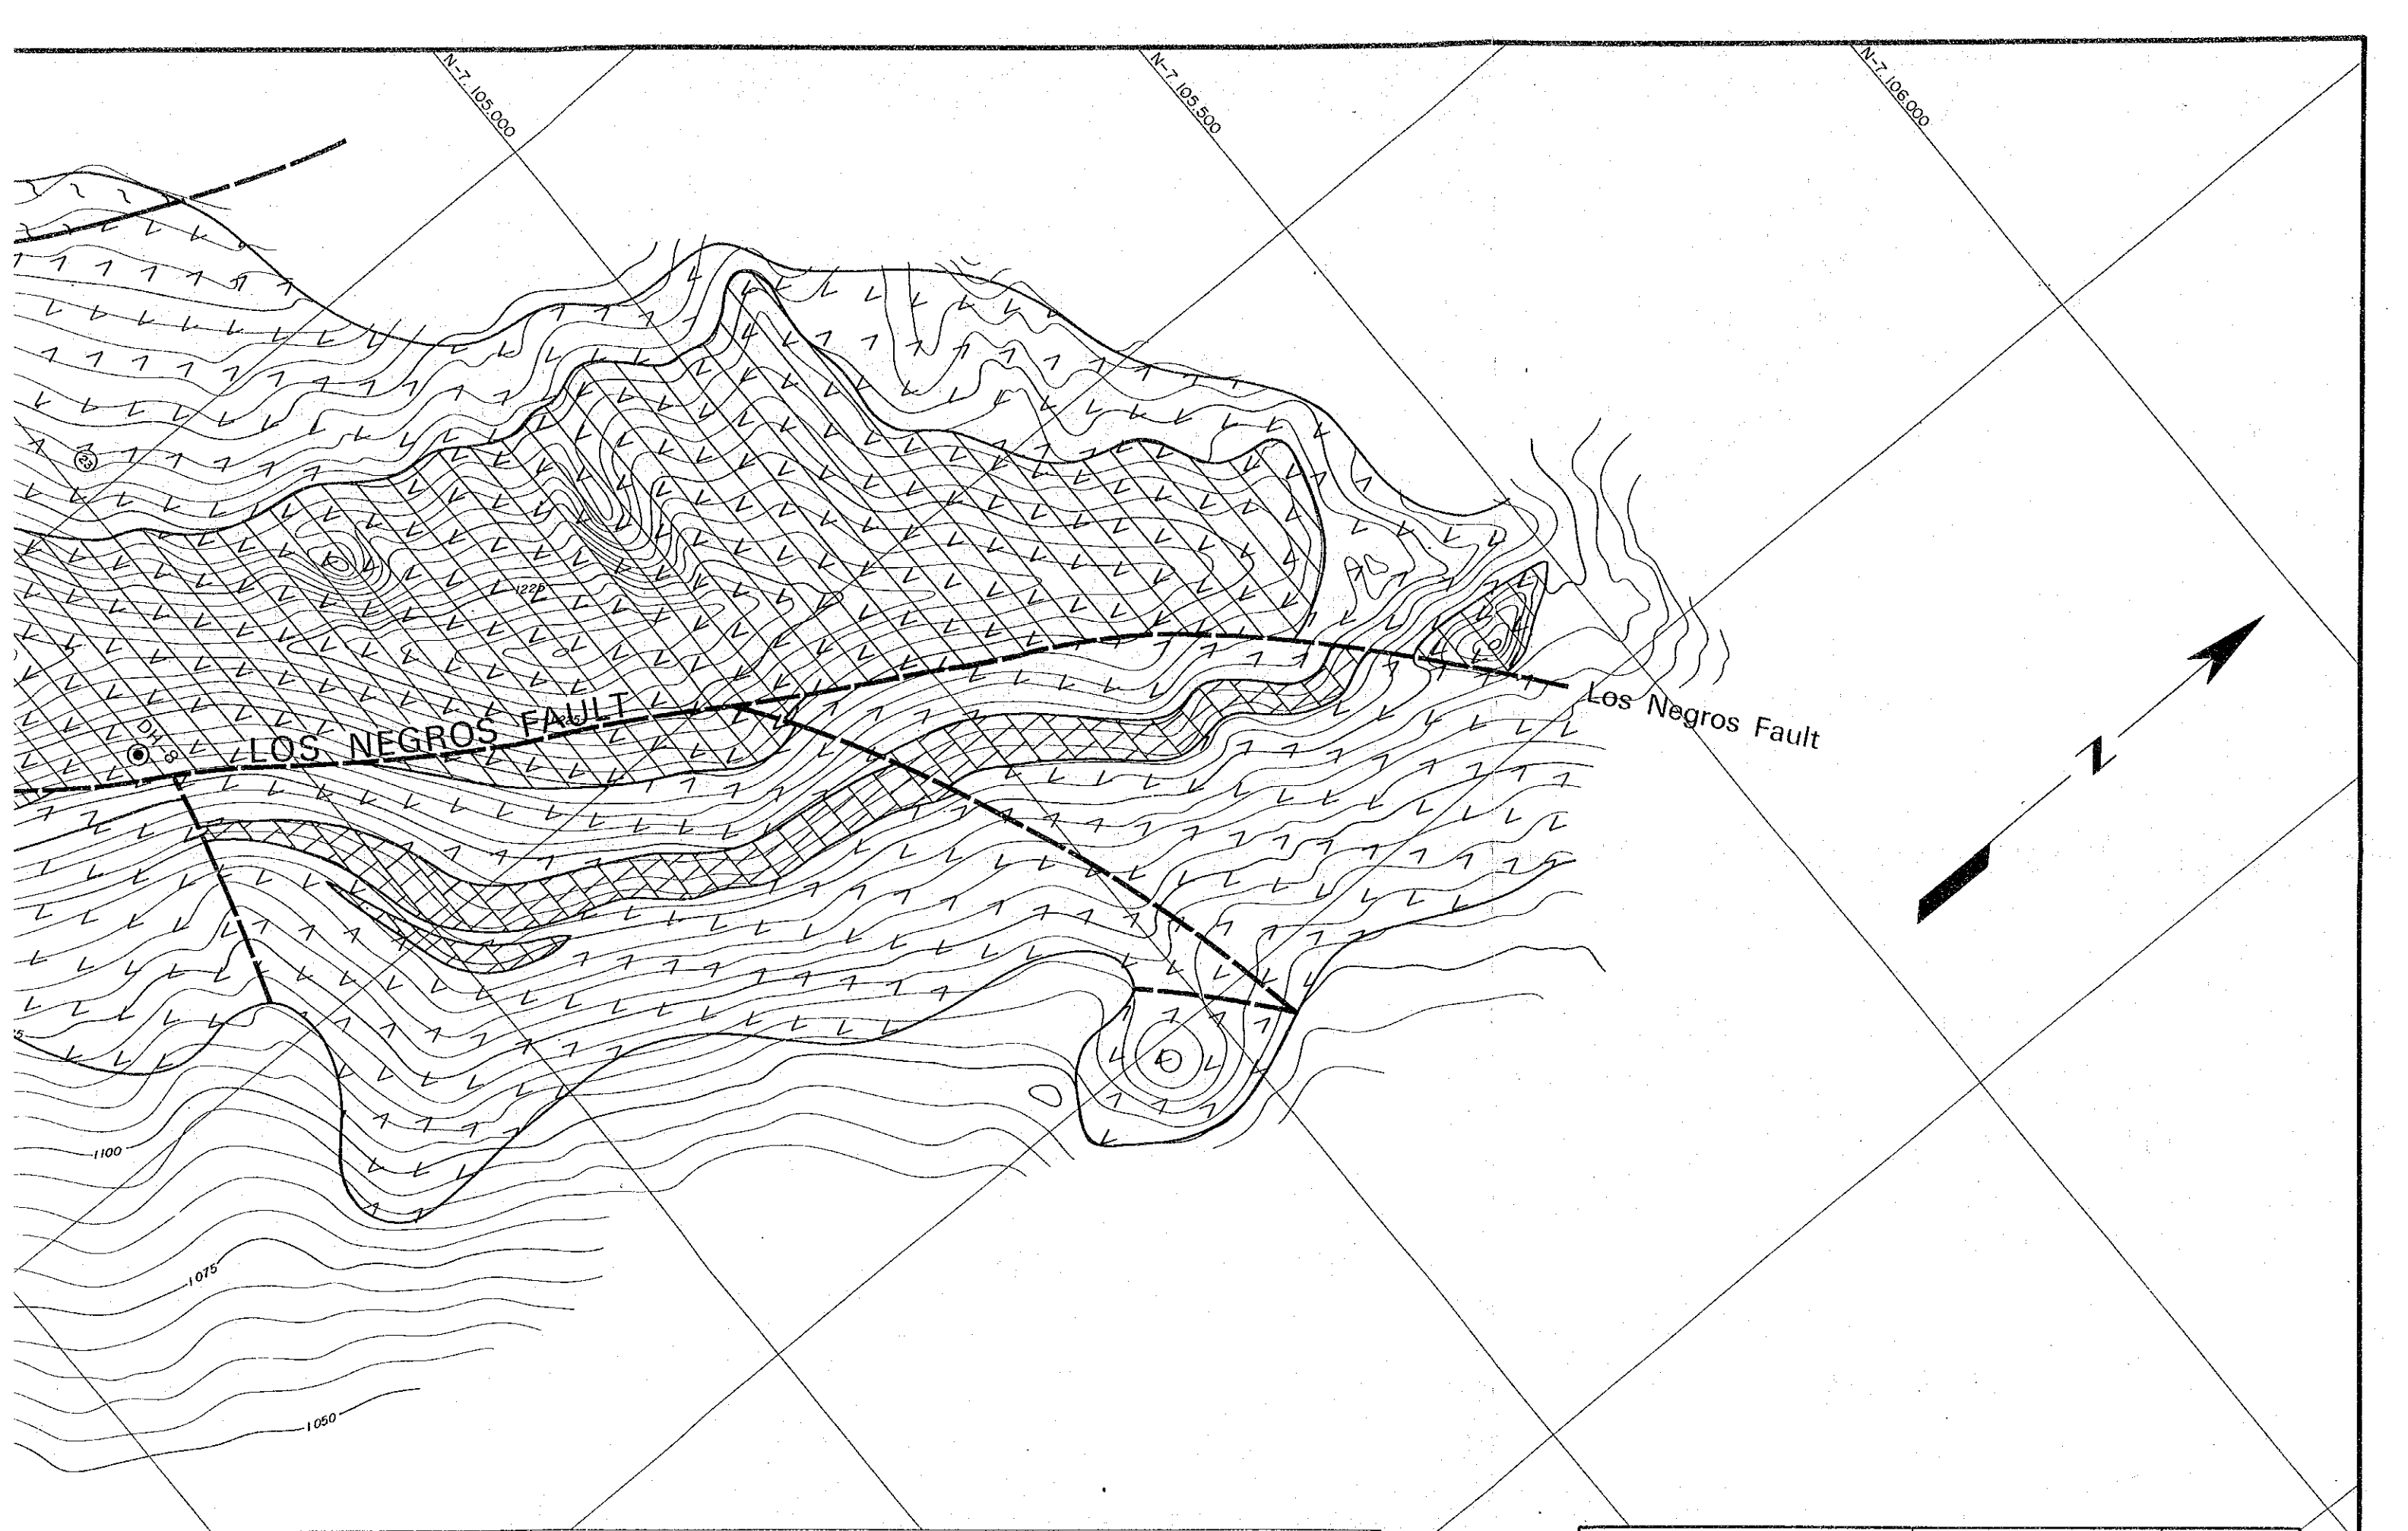 N-7.105.000
N-7.105.500
N-7.106.000
23
1225
DH-8
LOS NEGROS FAULT
Los Negros Fault
N
1100
1075
1050